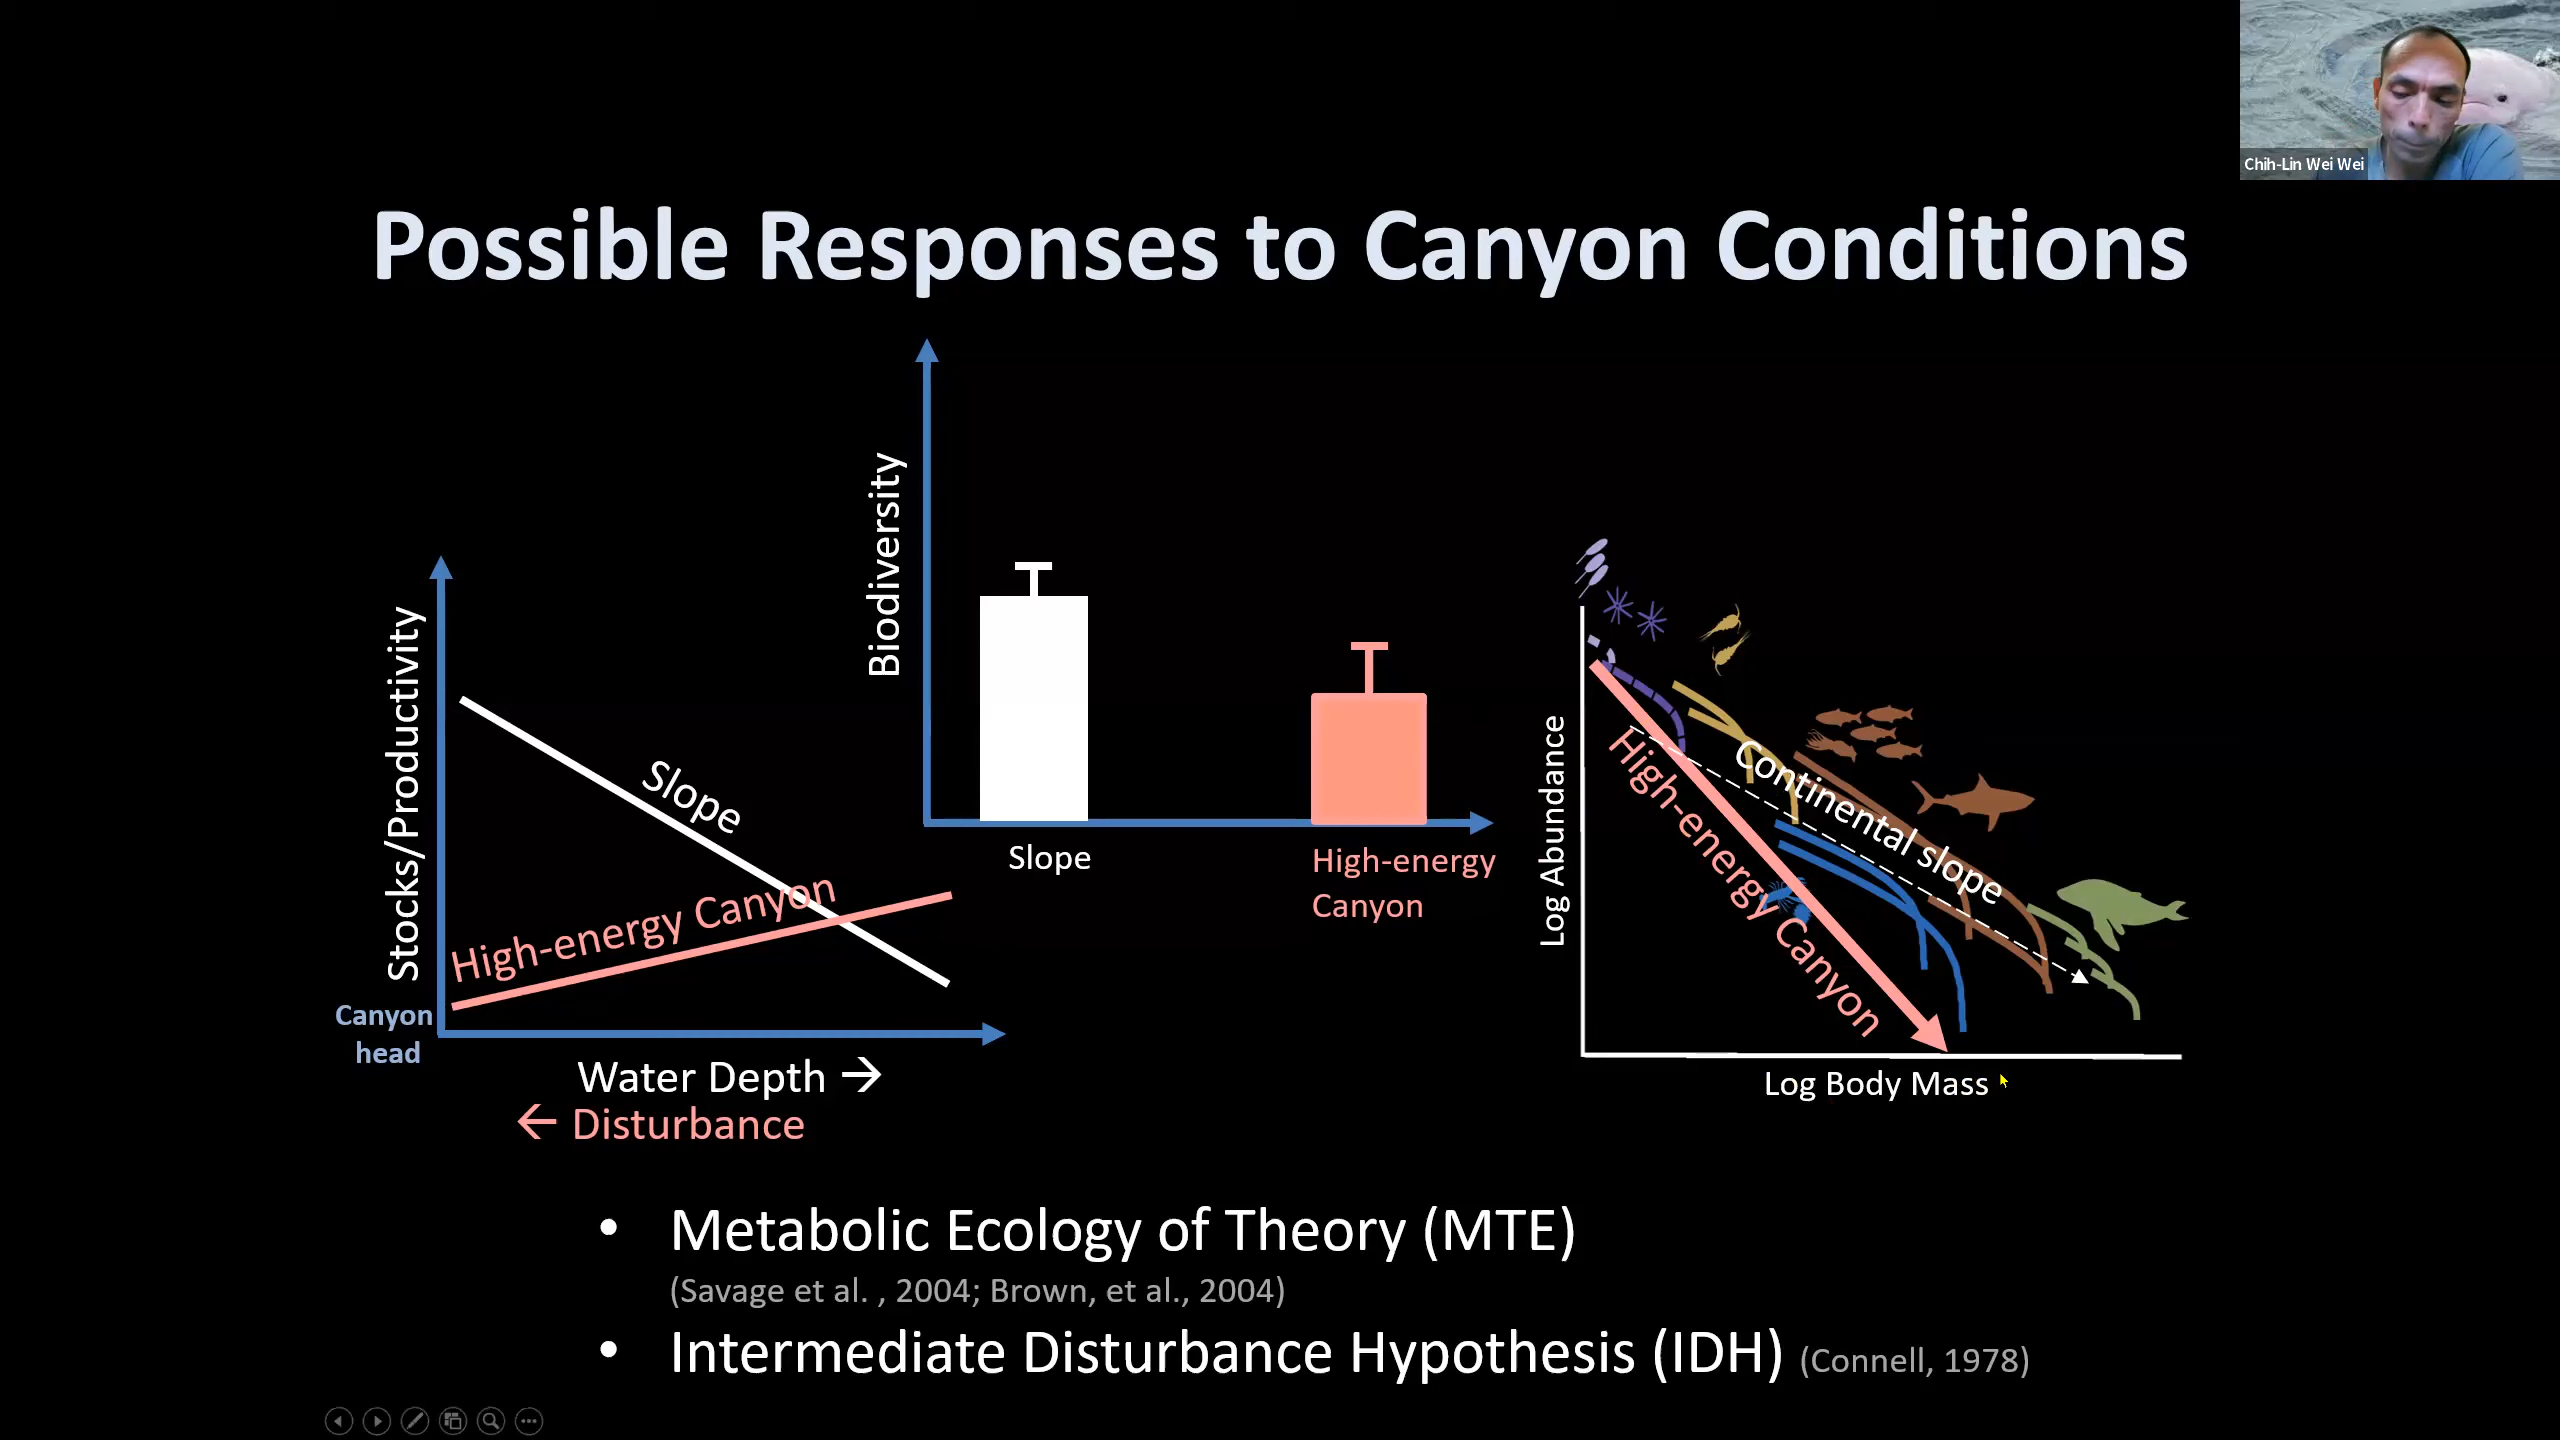 Chih-Lin Wei Wei
Possible Responses to Canyon Conditions
Stocks/Productivity
Slope
High-energy Canyon
Canyon
head
Water Depth →
← Disturbance
Biodiversity
Slope
High-energy
Canyon
Log Abundance
Continental slope
High-energy Canyon
Log Body Mass
• Metabolic Ecology of Theory (MTE)
(Savage et al. , 2004; Brown, et al., 2004)
• Intermediate Disturbance Hypothesis (IDH) (Connell, 1978)